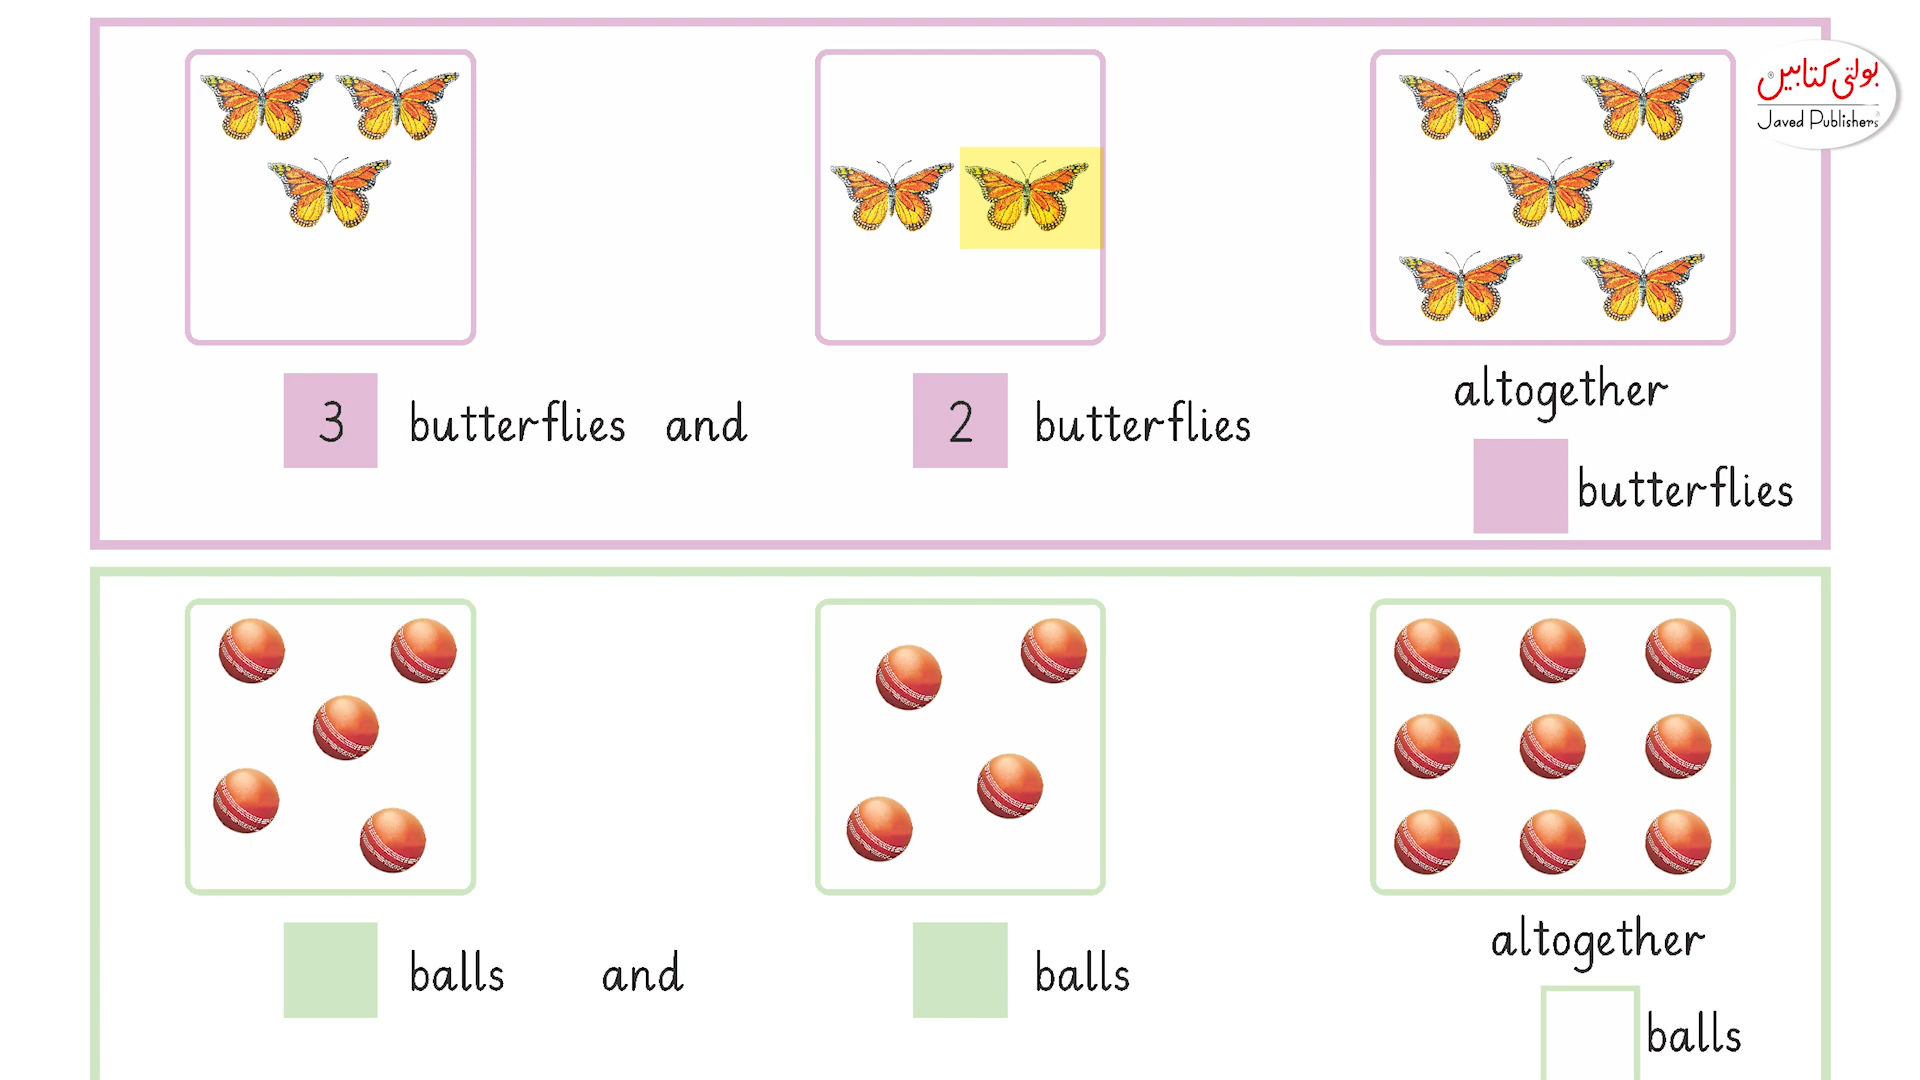 بولتی کتابیں®
Javed Publishers
3 butterflies and 2 butterflies
altogether
butterflies
balls and balls
altogether
balls